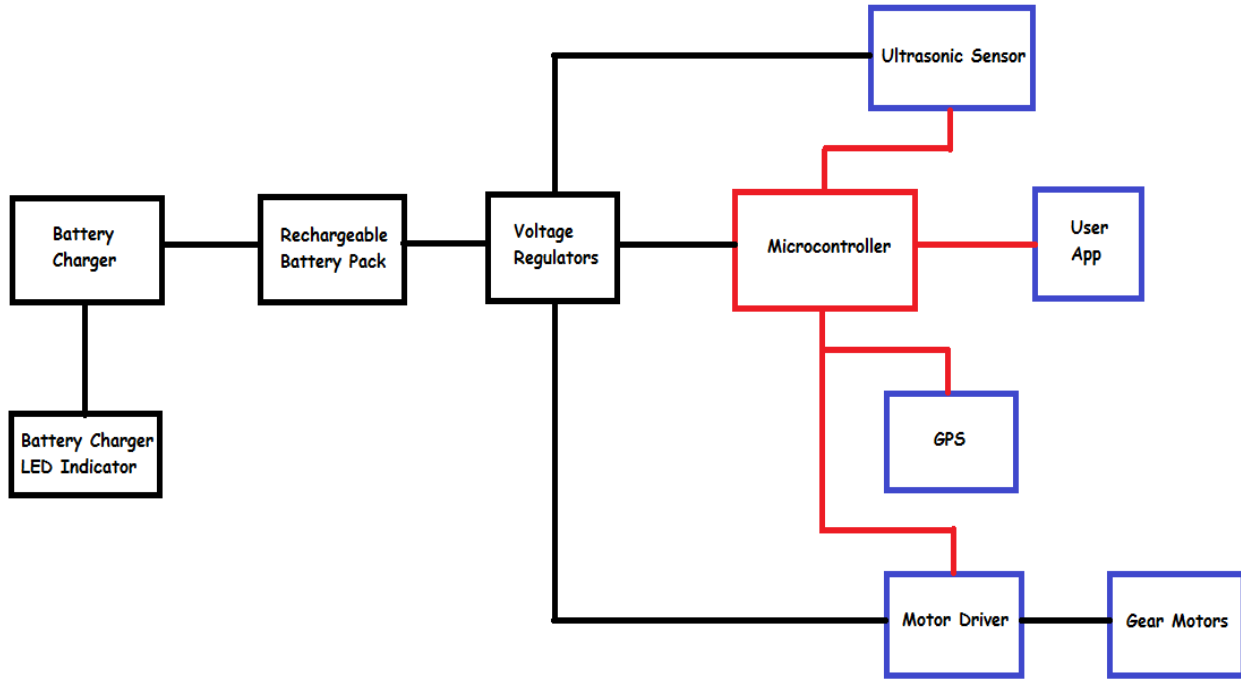 Ultrasonic Sensor
Battery
Charger
Rechargeable
Battery Pack
Voltage
Regulators
Microcontroller
User
App
Battery Charger
LED Indicator
GPS
Motor Driver
Gear Motors